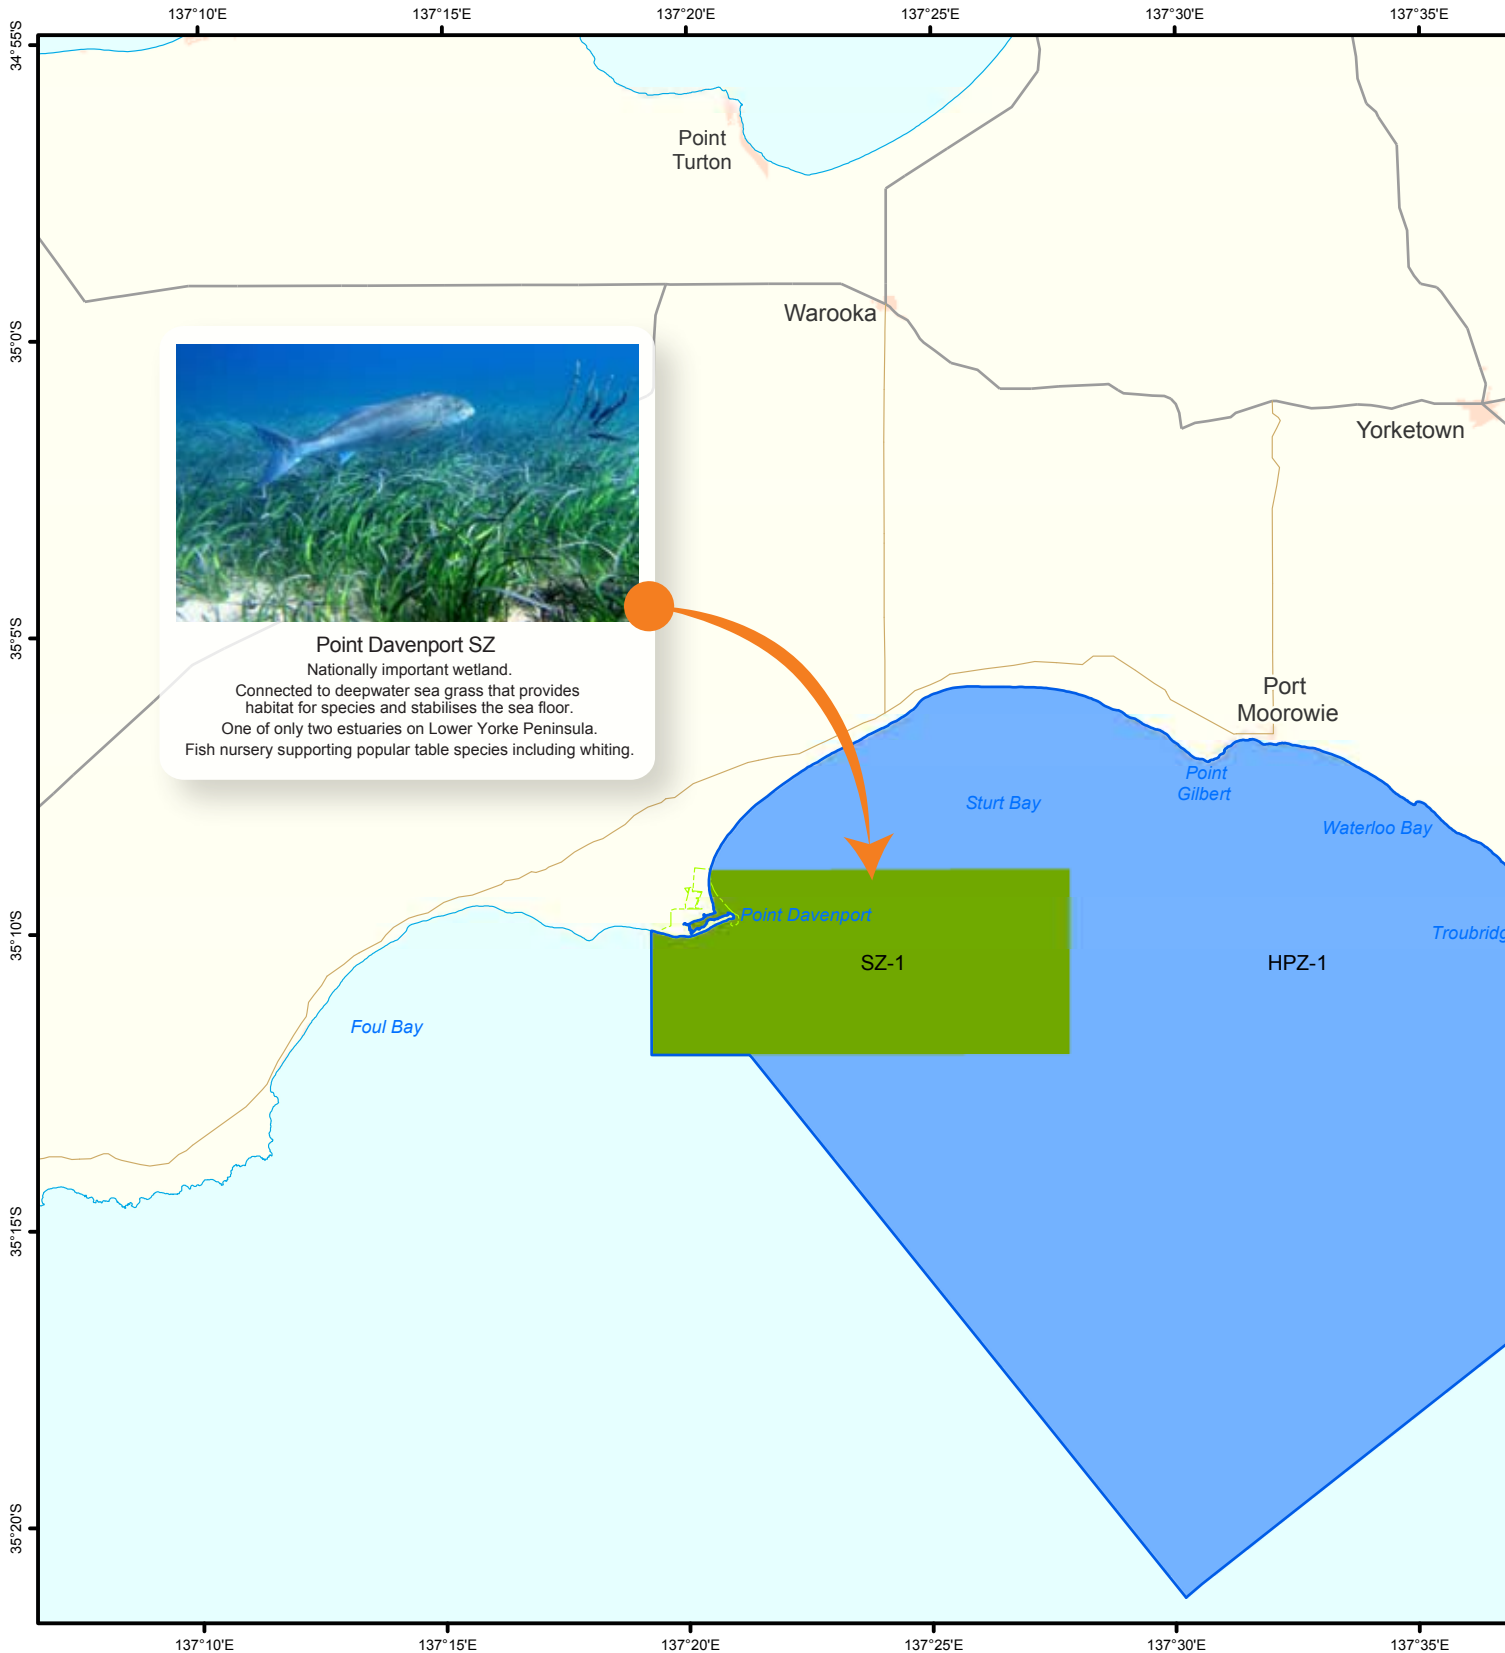 137°10'E
137°15'E
137°20'E
137°25'E
137°30'E
137°35'E
34°55'S
Point
Turton
Warooka
35°0'S
Yorketown
35°5'S
Point Davenport SZ
Nationally important wetland.
Connected to deepwater sea grass that provides
habitat for species and stabilises the sea floor.
One of only two estuaries on Lower Yorke Peninsula.
Fish nursery supporting popular table species including whiting.
Port
Moorowie
Point
Gilbert
Sturt Bay
Waterloo Bay
Point Davenport
35°10'S
Troubridg
SZ-1
HPZ-1
Foul Bay
35°15'S
35°20'S
137°10'E
137°15'E
137°20'E
137°25'E
137°30'E
137°35'E